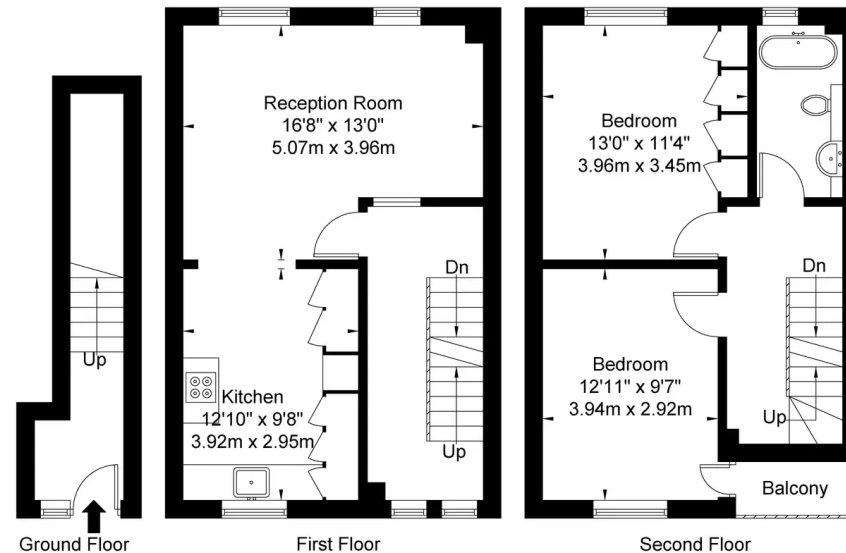 Up
Ground Floor
Reception Room
16'8" x 13'0"
5.07m x 3.96m
Kitchen
12'10" x 9'8"
3.92m x 2.95m
Dn
Up
First Floor
Bedroom
13'0" x 11'4"
3.96m x 3.45m
Dn
Bedroom
12'11" x 9'7"
3.94m x 2.92m
Up
Balcony
Second Floor